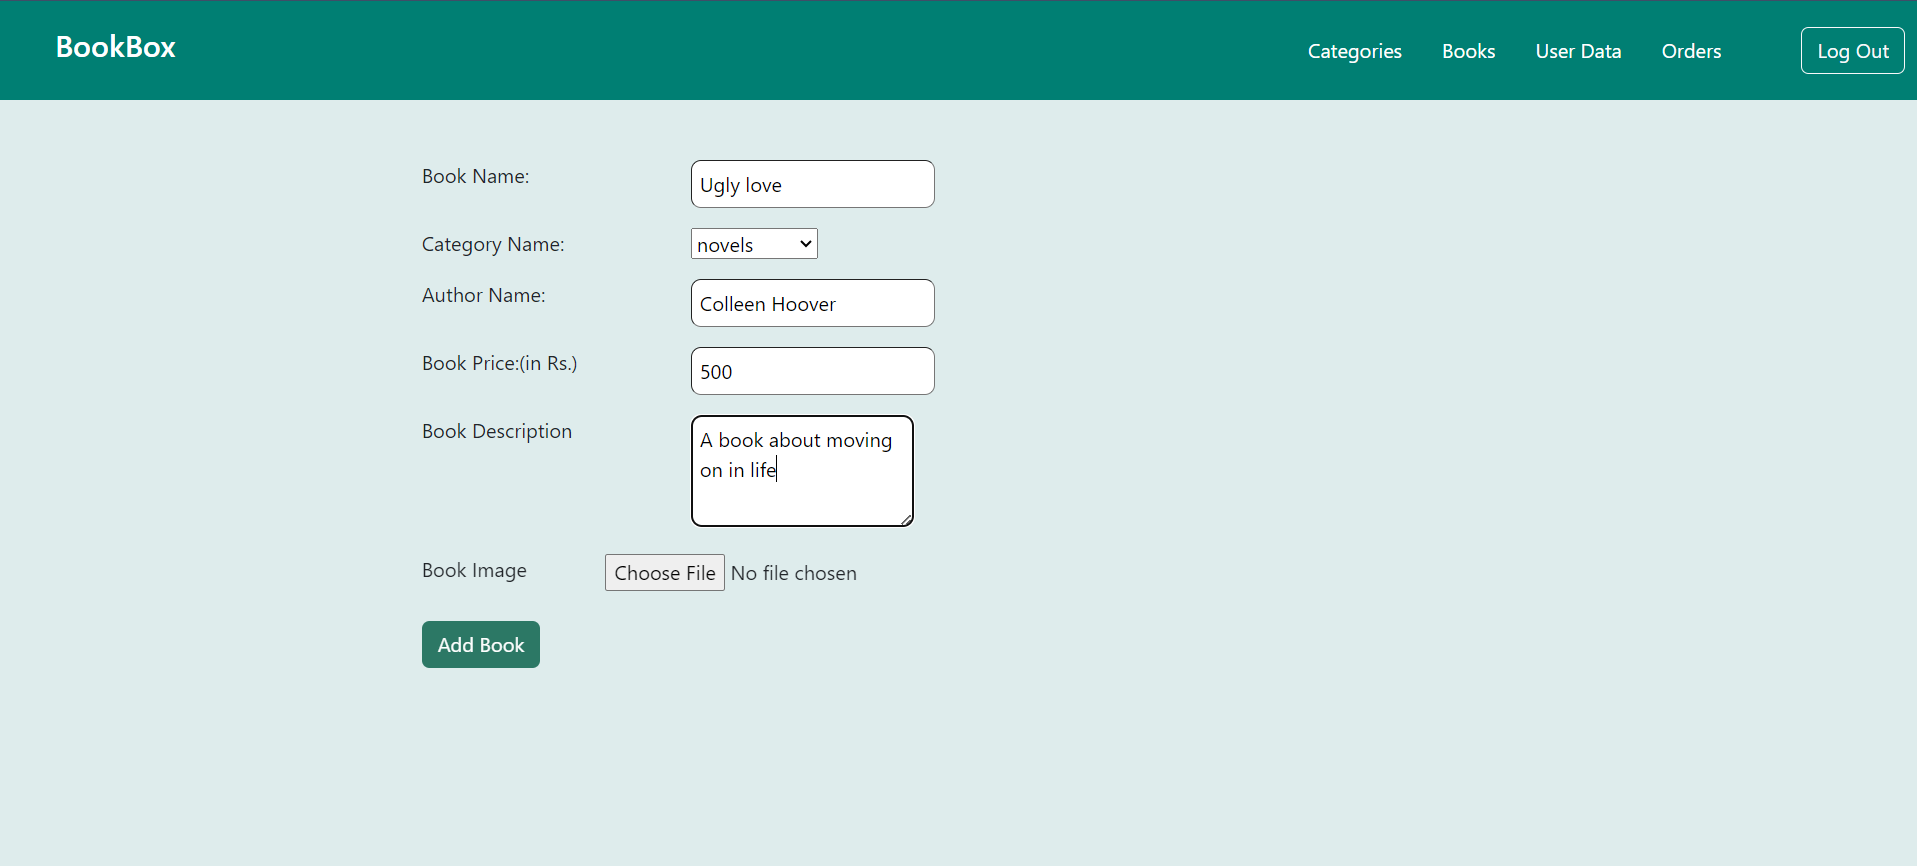 BookBox
Categories Books User Data Orders Log Out
Book Name: Ugly love
Category Name: novels
Author Name: Colleen Hoover
Book Price:(in Rs.) 500
Book Description A book about moving
on in life
Book Image Choose File No file chosen
Add Book